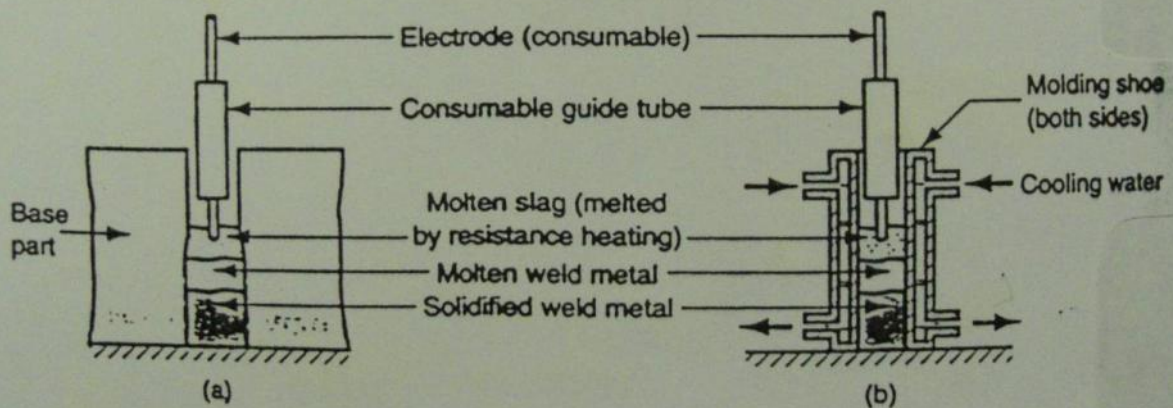 Electrode (consumable)
Consumable guide tube
Molding shoe
(both sides)
Cooling water
Base
part
Molten slag (melted
by resistance heating)
Molten weld metal
Solidified weld metal
(a)
(b)